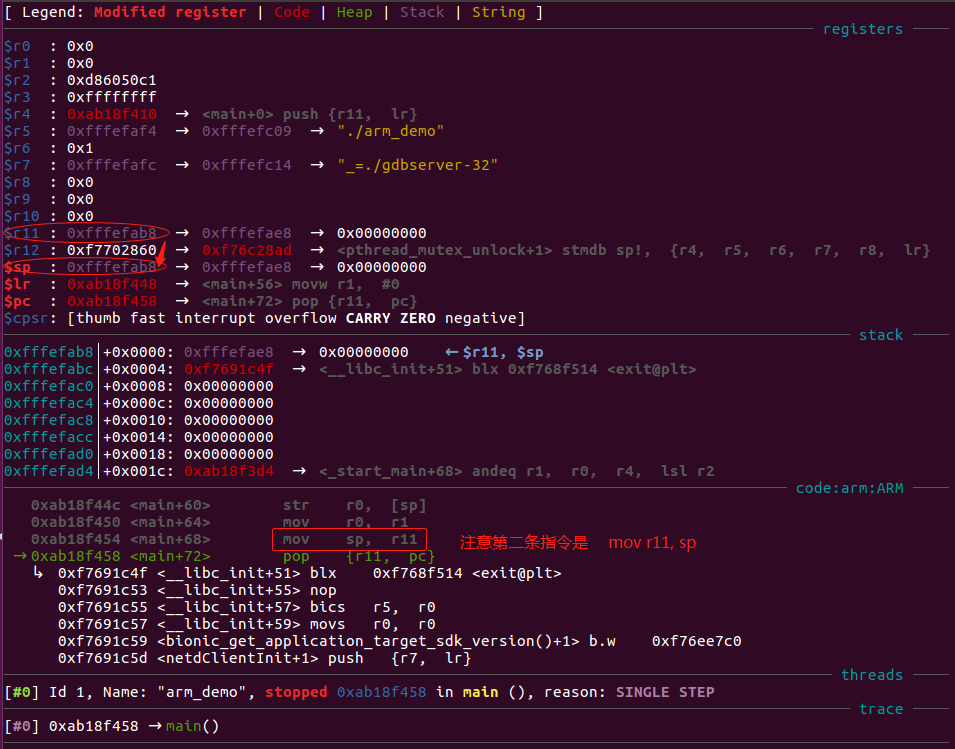 [ Legend: Modified register | Code | Heap | Stack | String ]
registers
$r0  : 0x0
$r1  : 0x0
$r2  : 0xd86050c1
$r3  : 0xffffffff
$r4  : 0xab18f410  →  <main+0> push {r11,  lr}
$r5  : 0xfffefaf4  →  0xfffefc09  →  "./arm_demo"
$r6  : 0x1
$r7  : 0xfffefafc  →  0xfffefc14  →  "_=./gdbserver-32"
$r8  : 0x0
$r9  : 0x0
$r10 : 0x0
$r11 : 0xfffefab8  →  0xfffefae8  →  0x00000000
$r12 : 0xf7702860  →  0xf76c28ad  →  <pthread_mutex_unlock+1> stmdb sp!,  {r4,  r5,  r6,  r7,  r8,  lr}
$sp  : 0xfffefab8  →  0xfffefae8  →  0x00000000
$lr  : 0xab18f448  →  <main+56> movw r1,  #0
$pc  : 0xab18f458  →  <main+72> pop {r11,  pc}
$cpsr: [thumb fast interrupt overflow CARRY ZERO negative]
stack
0xfffefab8│+0x0000: 0xfffefae8  →  0x00000000    ← $r11, $sp
0xfffefabc│+0x0004: 0xf7691c4f  →  <__libc_init+51> blx 0xf768f514 <exit@plt>
0xfffefac0│+0x0008: 0x00000000
0xfffefac4│+0x000c: 0x00000000
0xfffefac8│+0x0010: 0x00000000
0xfffefacc│+0x0014: 0x00000000
0xfffefad0│+0x0018: 0x00000000
0xfffefad4│+0x001c: 0xab18f3d4  →  <_start_main+68> andeq r1,  r0,  r4,  lsl r2
code:arm:ARM
0xab18f44c <main+60>        str    r0,  [sp]
0xab18f450 <main+64>        mov    r0,  r1
0xab18f454 <main+68>        mov    sp,  r11 注意第二条指令是 mov r11, sp
→ 0xab18f458 <main+72>        pop    {r11,  pc}
↳  0xf7691c4f <__libc_init+51> blx    0xf768f514 <exit@plt>
0xf7691c53 <__libc_init+55> nop
0xf7691c55 <__libc_init+57> bics   r5,  r0
0xf7691c57 <__libc_init+59> movs   r0,  r0
0xf7691c59 <bionic_get_application_target_sdk_version()+1> b.w    0xf76ee7c0
0xf7691c5d <netdClientInit+1> push   {r7,  lr}
threads
[#0] Id 1, Name: "arm_demo", stopped 0xab18f458 in main (), reason: SINGLE STEP
trace
[#0] 0xab18f458 → main()